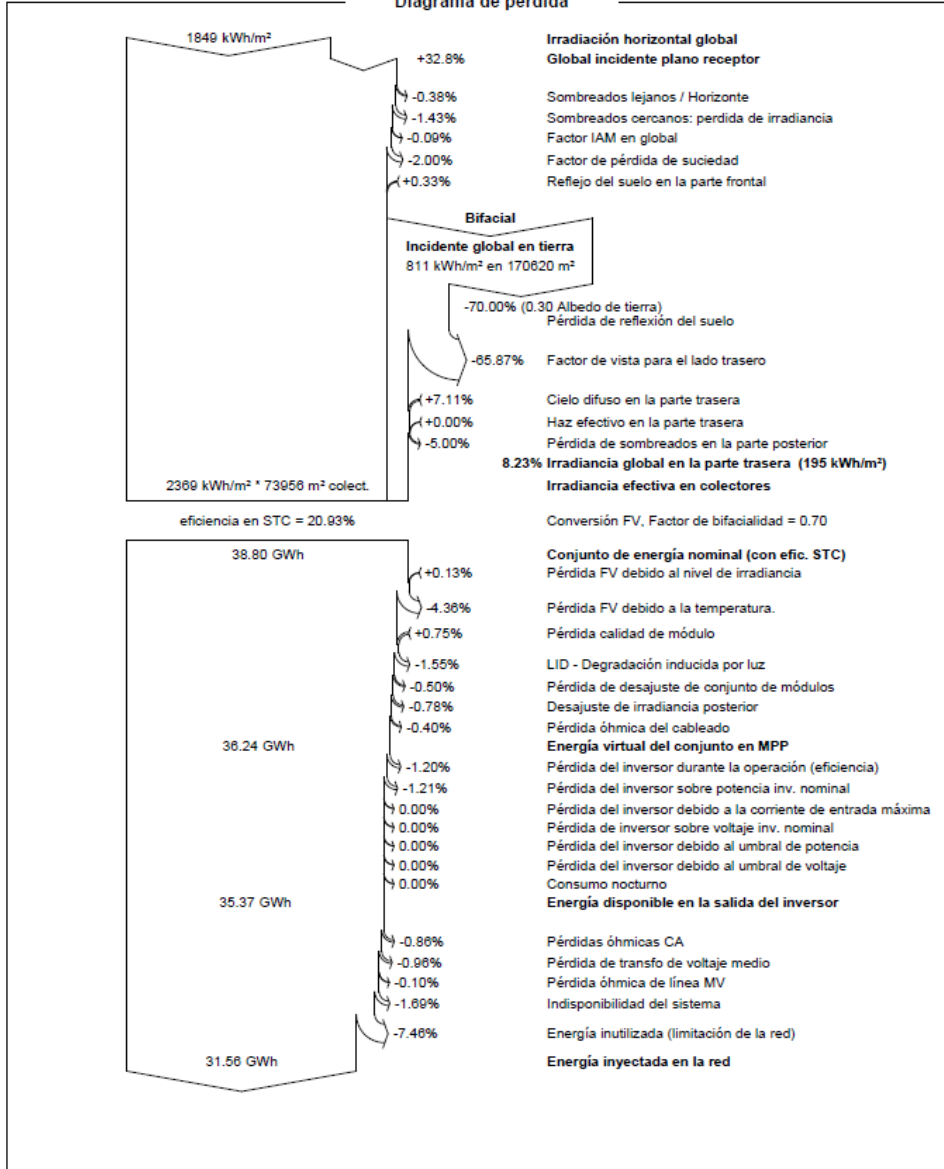 Diagrama de pérdida
1849 kWh/m²
Irradiación horizontal global
+32.8%
Global incidente plano receptor
-0.38%
Sombreados lejanos / Horizonte
-1.43%
Sombreados cercanos: perdida de irradiancia
-0.09%
Factor IAM en global
-2.00%
Factor de pérdida de suciedad
+0.33%
Reflejo del suelo en la parte frontal
Bifacial
Incidente global en tierra
811 kWh/m² en 170620 m²
-70.00% (0.30 Albedo de tierra)
Pérdida de reflexión del suelo
-65.87%
Factor de vista para el lado trasero
+7.11%
Cielo difuso en la parte trasera
+0.00%
Haz efectivo en la parte trasera
-5.00%
Pérdida de sombreados en la parte posterior
8.23% Irradiancia global en la parte trasera (195 kWh/m²)
2369 kWh/m² * 73956 m² colect.
Irradiancia efectiva en colectores
eficiencia en STC = 20.93%
Conversión FV, Factor de bifacialidad = 0.70
38.80 GWh
Conjunto de energía nominal (con efic. STC)
+0.13%
Pérdida FV debido al nivel de irradiancia
-4.36%
Pérdida FV debido a la temperatura.
+0.75%
Pérdida calidad de módulo
-1.55%
LID - Degradación inducida por luz
-0.50%
Pérdida de desajuste de conjunto de módulos
-0.78%
Desajuste de irradiancia posterior
-0.40%
Pérdida óhmica del cableado
36.24 GWh
Energía virtual del conjunto en MPP
-1.20%
Pérdida del inversor durante la operación (eficiencia)
-1.21%
Pérdida del inversor sobre potencia inv. nominal
0.00%
Pérdida del inversor debido a la corriente de entrada máxima
0.00%
Pérdida de inversor sobre voltaje inv. nominal
0.00%
Pérdida del inversor debido al umbral de potencia
0.00%
Pérdida del inversor debido al umbral de voltaje
0.00%
Consumo nocturno
35.37 GWh
Energía disponible en la salida del inversor
-0.86%
Pérdidas óhmicas CA
-0.96%
Pérdida de transfo de voltaje medio
-0.10%
Pérdida óhmica de línea MV
-1.69%
Indisponibilidad del sistema
-7.46%
Energía inutilizada (limitación de la red)
31.56 GWh
Energía inyectada en la red